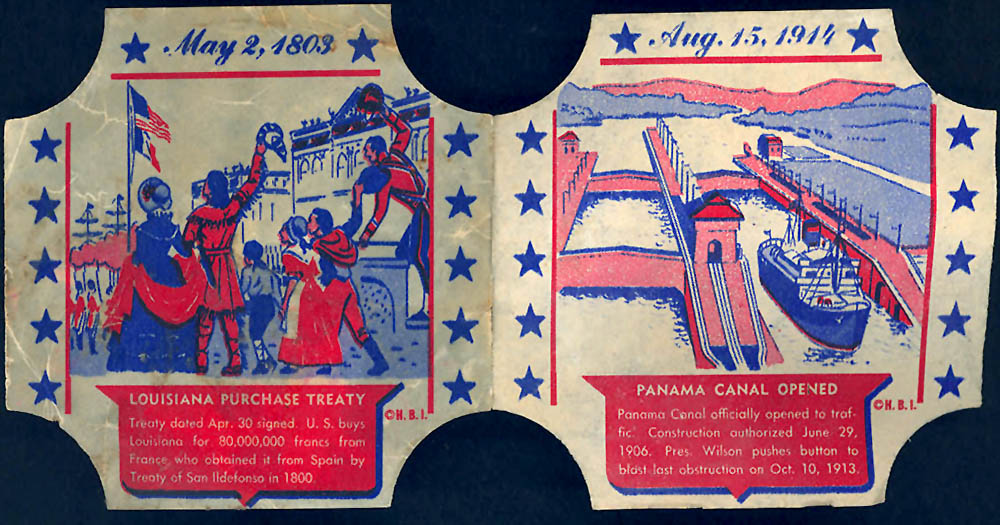 May 2, 1803
LOUISIANA PURCHASE TREATY
Treaty dated Apr. 30 signed. U. S. buys
Louisiana for 80,000,000 francs from
France who obtained it from Spain by
Treaty of San Ildefonso in 1800.
©H. B. I.
Aug. 15, 1914
PANAMA CANAL OPENED
Panama Canal officially opened to traf-
fic. Construction authorized June 29,
1906. Pres. Wilson pushes button to
blast last obstruction on Oct. 10, 1913.
©H. B. I.